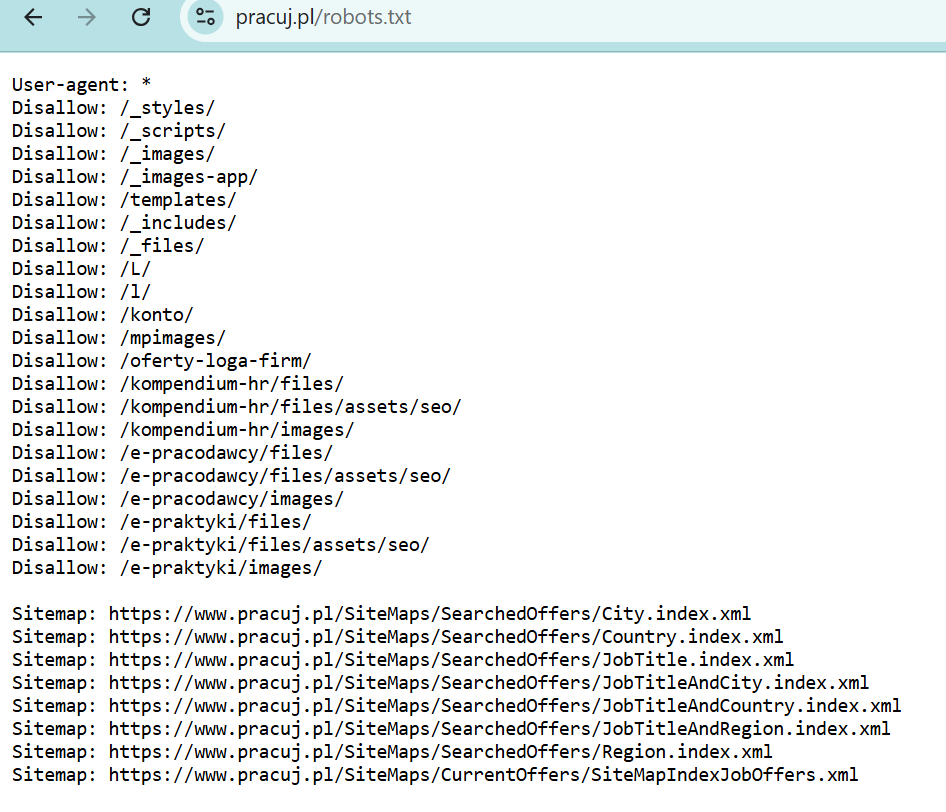 pracuj.pl/robots.txt
User-agent: *
Disallow: /_styles/
Disallow: /_scripts/
Disallow: /_images/
Disallow: /_images-app/
Disallow: /templates/
Disallow: /_includes/
Disallow: /_files/
Disallow: /L/
Disallow: /l/
Disallow: /konto/
Disallow: /mpimages/
Disallow: /oferty-loga-firm/
Disallow: /kompendium-hr/files/
Disallow: /kompendium-hr/files/assets/seo/
Disallow: /kompendium-hr/images/
Disallow: /e-pracodawcy/files/
Disallow: /e-pracodawcy/files/assets/seo/
Disallow: /e-pracodawcy/images/
Disallow: /e-praktyki/files/
Disallow: /e-praktyki/files/assets/seo/
Disallow: /e-praktyki/images/
Sitemap: https://www.pracuj.pl/SiteMaps/SearchedOffers/City.index.xml
Sitemap: https://www.pracuj.pl/SiteMaps/SearchedOffers/Country.index.xml
Sitemap: https://www.pracuj.pl/SiteMaps/SearchedOffers/JobTitle.index.xml
Sitemap: https://www.pracuj.pl/SiteMaps/SearchedOffers/JobTitleAndCity.index.xml
Sitemap: https://www.pracuj.pl/SiteMaps/SearchedOffers/JobTitleAndCountry.index.xml
Sitemap: https://www.pracuj.pl/SiteMaps/SearchedOffers/JobTitleAndRegion.index.xml
Sitemap: https://www.pracuj.pl/SiteMaps/SearchedOffers/Region.index.xml
Sitemap: https://www.pracuj.pl/SiteMaps/CurrentOffers/SiteMapIndexJobOffers.xml